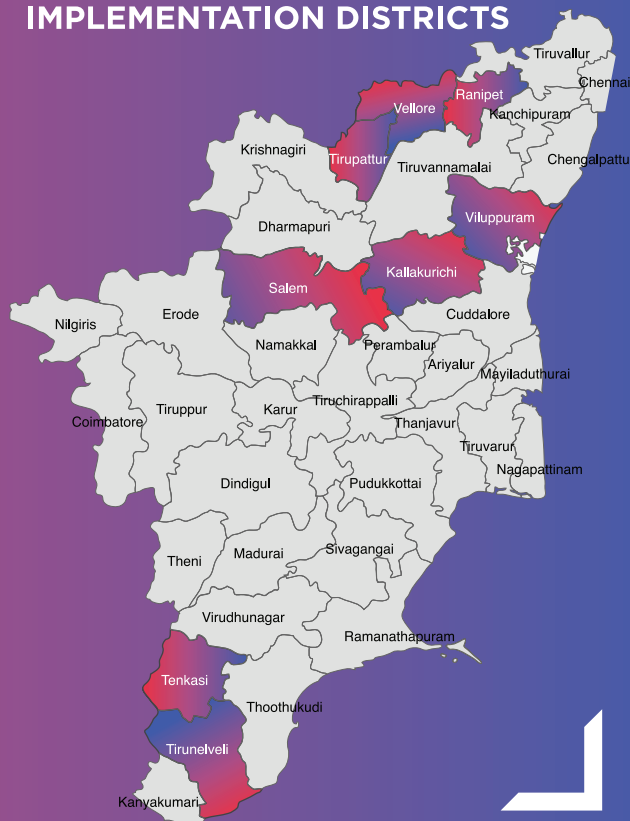 IMPLEMENTATION DISTRICTS
Tiruvallur
Chennai
Ranipet
Vellore
Kanchipuram
Krishnagiri
Tirupattur
Tiruvannamalai
Chengalpattu
Dharmapuri
Viluppuram
Salem
Kallakurichi
Nilgiris
Erode
Cuddalore
Namakkal
Perambalur
Ariyalur
Mayiladuthurai
Coimbatore
Tiruppur
Karur
Tiruchirappalli
Thanjavur
Tiruvarur
Nagapattinam
Dindigul
Pudukkottai
Theni
Madurai
Sivagangai
Virudhunagar
Ramanathapuram
Tenkasi
Thoothukudi
Tirunelveli
Kanyakumari